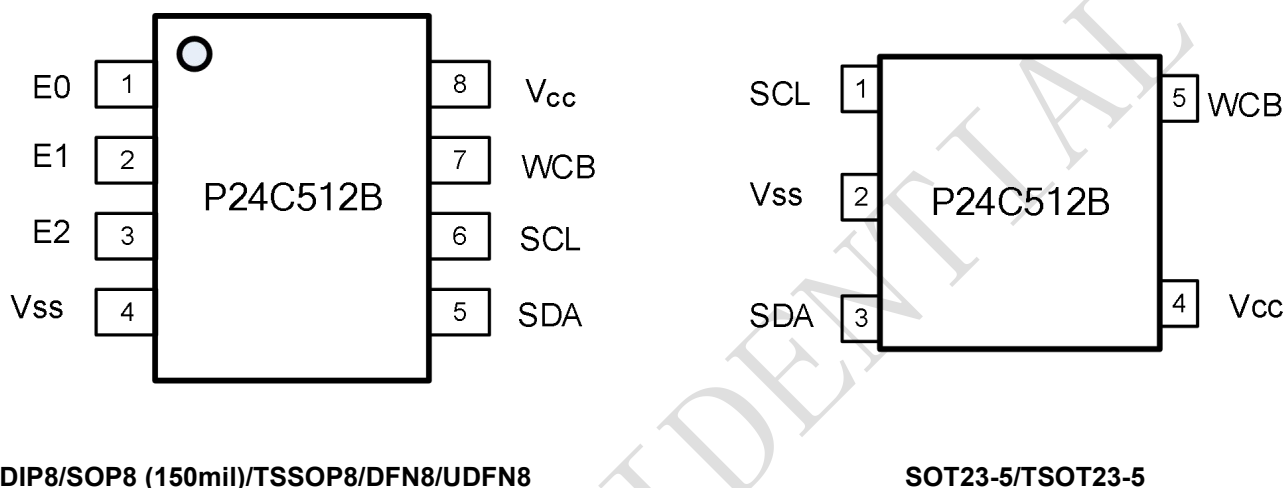 E0 1
E1 2
E2 3
Vss 4
P24C512B
8 Vcc
7 WCB
6 SCL
5 SDA
DIP8/SOP8 (150mil)/TSSOP8/DFN8/UDFN8
SCL 1
Vss 2
SDA 3
P24C512B
5 WCB
4 Vcc
SOT23-5/TSOT23-5
IDENTIAL